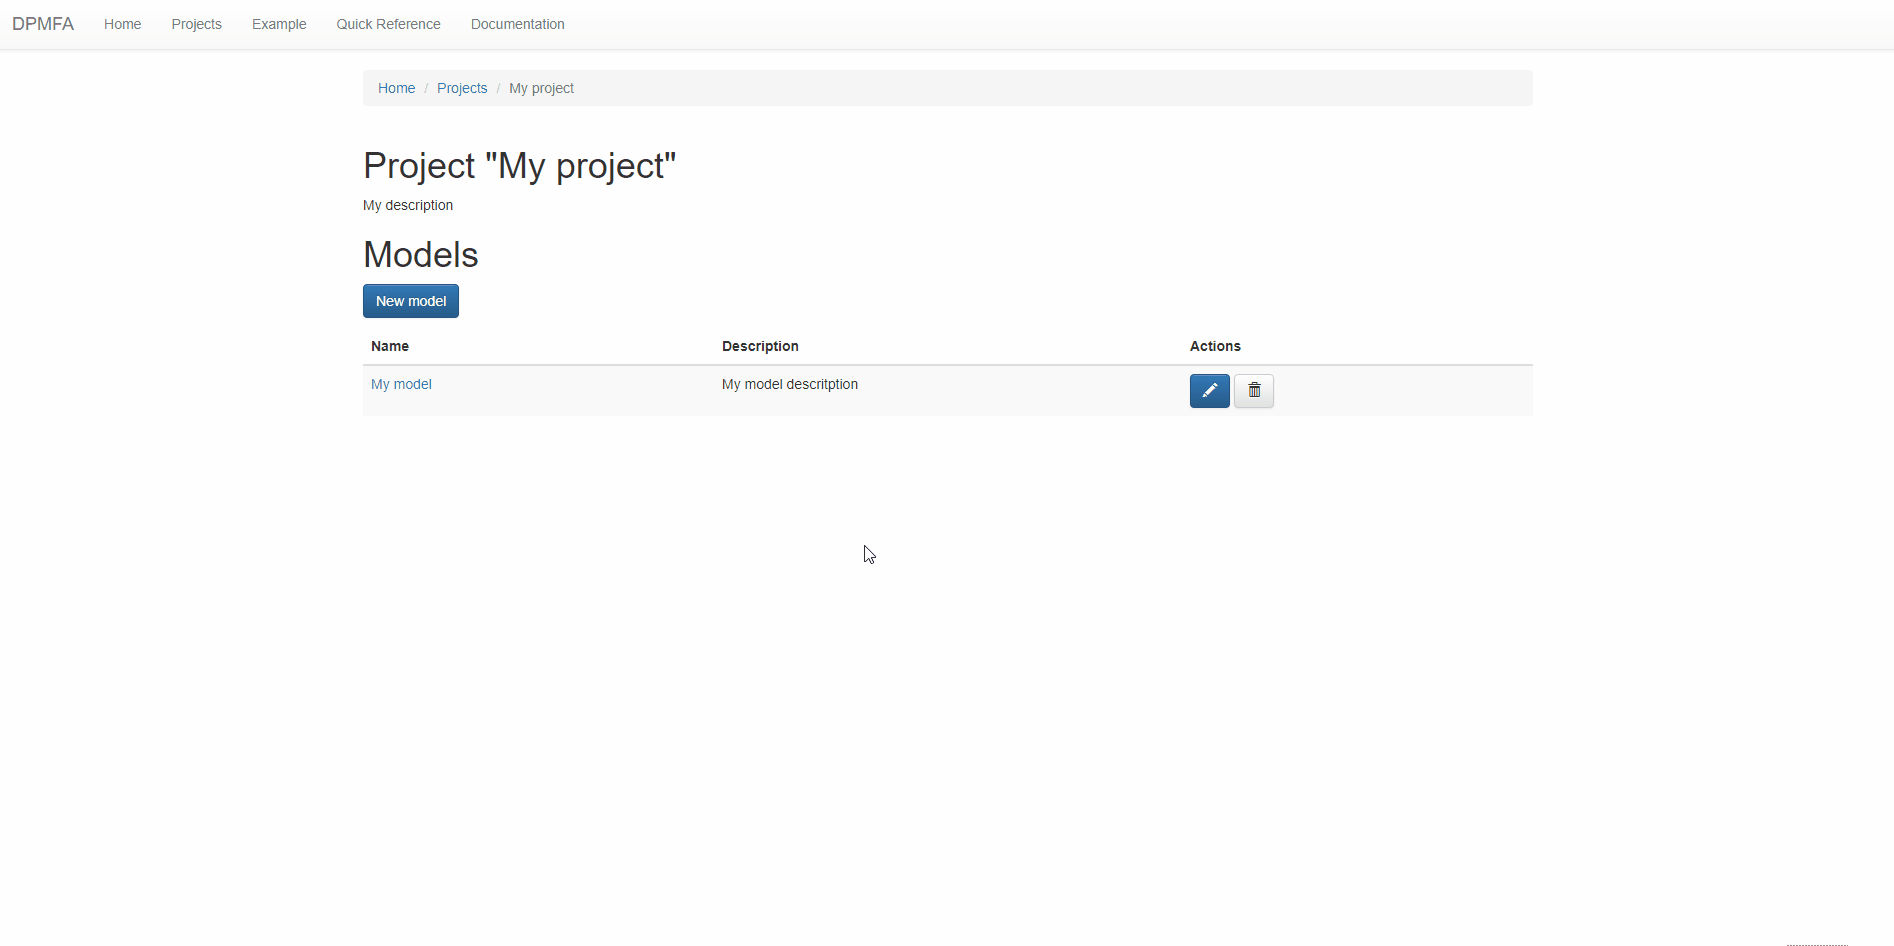 DPMFA Home Projects Example Quick Reference Documentation
Home / Projects / My project
Project "My project"
My description
Models
New model
Name Description Actions
My model My model descritption